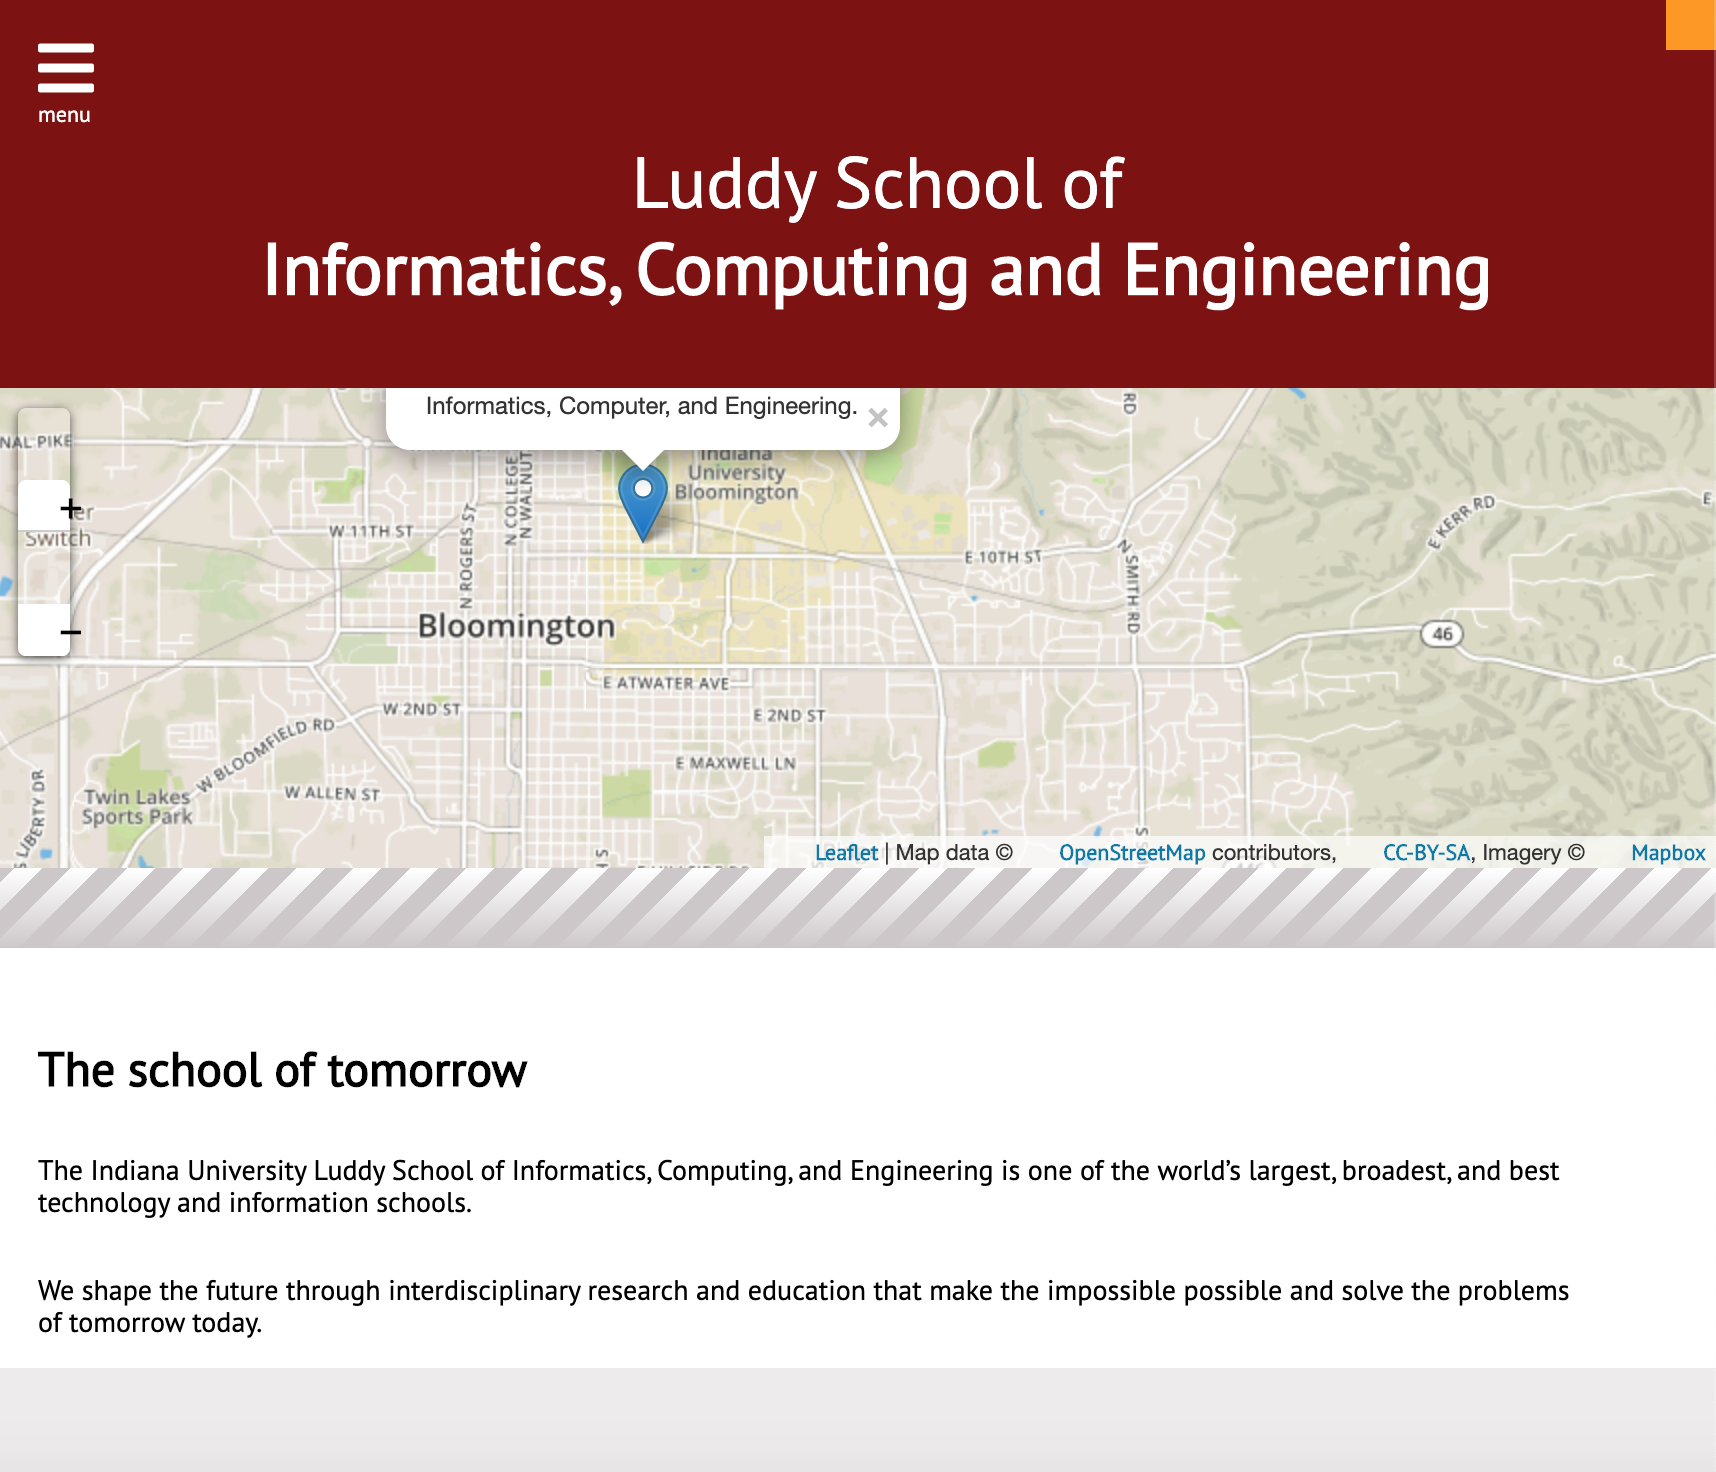 menu
Luddy School of
Informatics, Computing and Engineering
Informatics, Computer, and Engineering. ×
NAL PIKE
Indiana
University
Bloomington
N COLLEGE
N WALNUT
RD
+
Switch
W 11TH ST
N ROGERS ST
E 10TH ST
N SMITH RD
E KERR RD
E
Bloomington
46
−
E ATWATER AVE
W 2ND ST
E 2ND ST
W BLOOMFIELD RD
E MAXWELL LN
W ALLEN ST
Twin Lakes
Sports Park
S LIBERTY DR
Leaflet | Map data © OpenStreetMap contributors, CC-BY-SA, Imagery © Mapbox
The school of tomorrow
The Indiana University Luddy School of Informatics, Computing, and Engineering is one of the world’s largest, broadest, and best
technology and information schools.
We shape the future through interdisciplinary research and education that make the impossible possible and solve the problems
of tomorrow today.